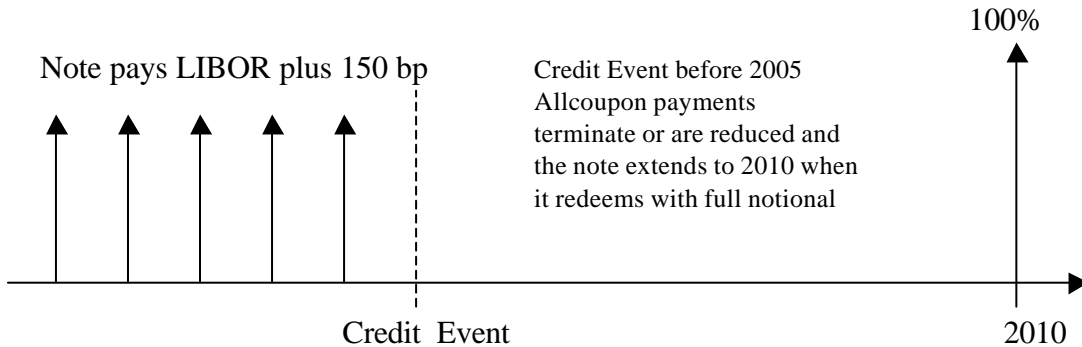 100%
Note pays LIBOR plus 150 bp
Credit Event before 2005
Allcoupon payments
terminate or are reduced and
the note extends to 2010 when
it redeems with full notional
Credit Event
2010